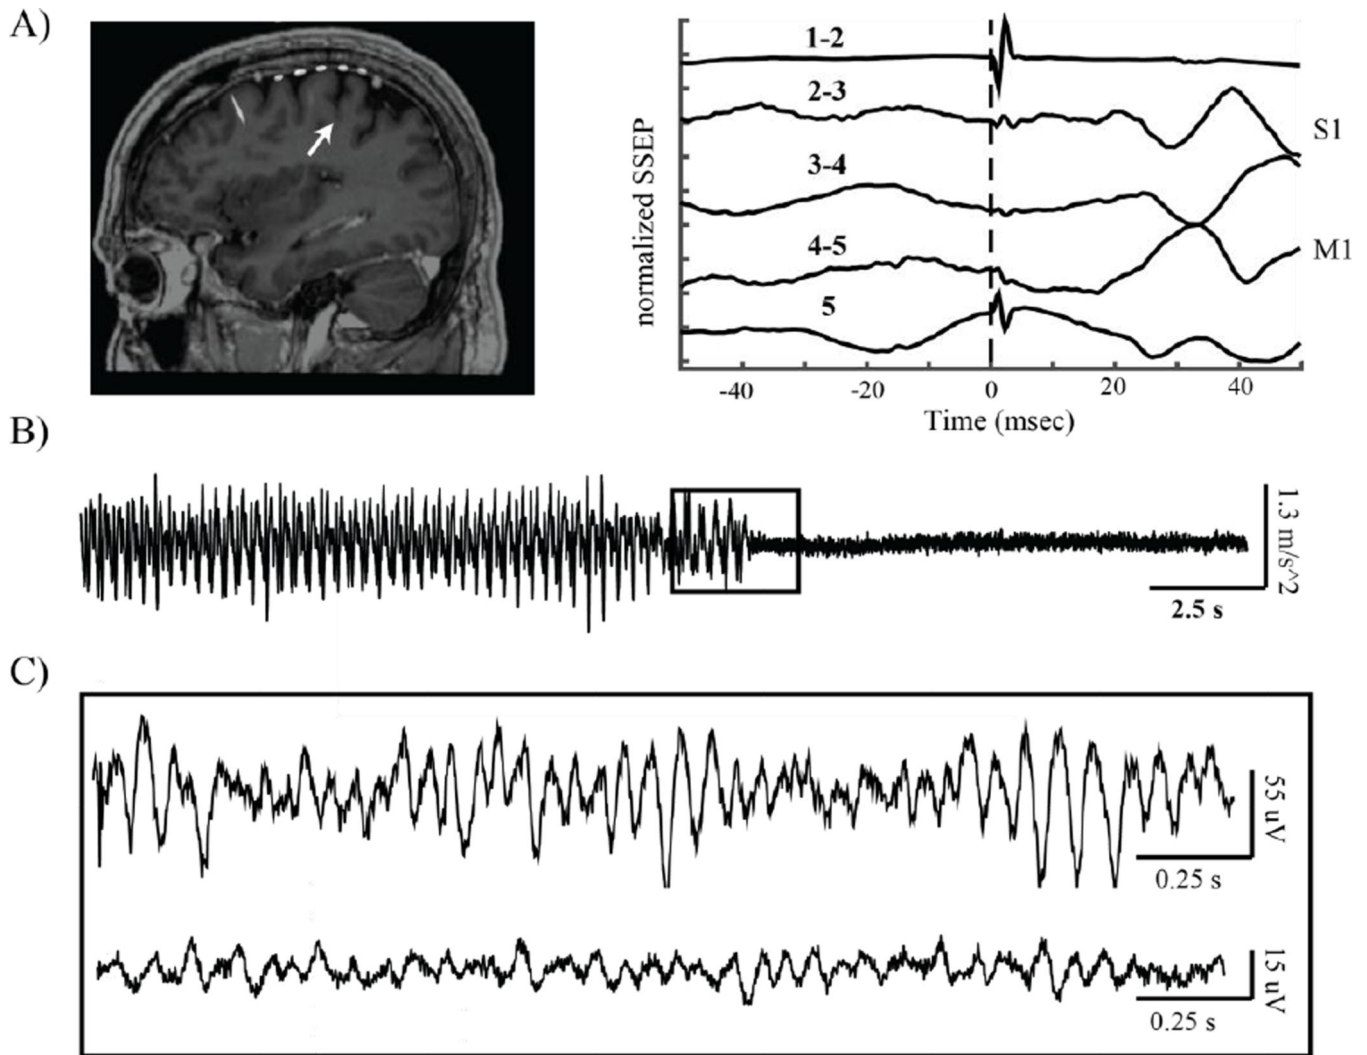 A)
normalized SSEP
1-2
2-3
3-4
4-5
5
S1
M1
-40 -20 0 20 40
Time (msec)
B)
1.3 m/s^2
2.5 s
C)
55 uV
0.25 s
15 uV
0.25 s